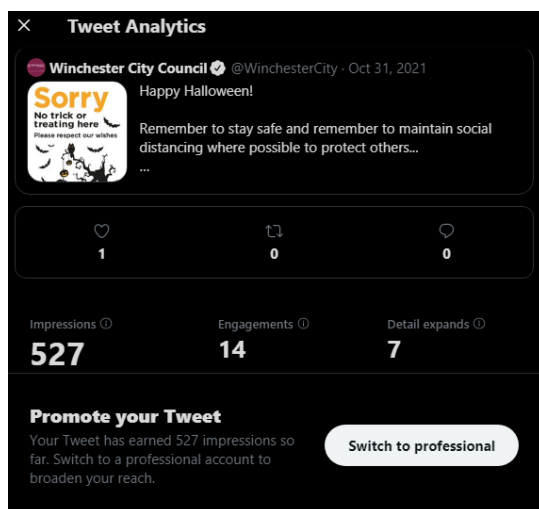 Tweet Analytics
Winchester City Council @WinchesterCity · Oct 31, 2021
Sorry
No trick or
treating here
Please respect our wishes
Happy Halloween!
Remember to stay safe and remember to maintain social
distancing where possible to protect others...
...
1
0
0
Impressions
Engagements
Detail expands
527
14
7
Promote your Tweet
Your Tweet has earned 527 impressions so
far. Switch to a professional account to
broaden your reach.
Switch to professional